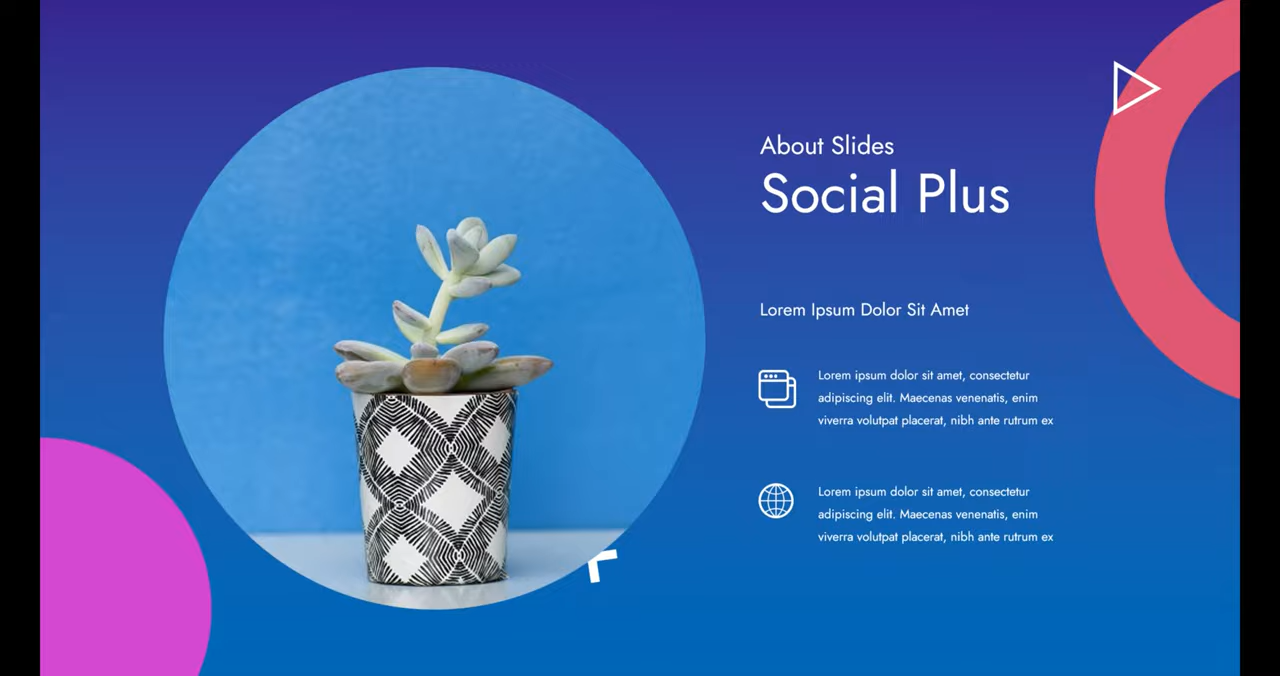 About Slides
Social Plus
Lorem Ipsum Dolor Sit Amet
Lorem ipsum dolor sit amet, consectetur
adipiscing elit. Maecenas venenatis, enim
viverra volutpat placerat, nibh ante rutrum ex
Lorem ipsum dolor sit amet, consectetur
adipiscing elit. Maecenas venenatis, enim
viverra volutpat placerat, nibh ante rutrum ex